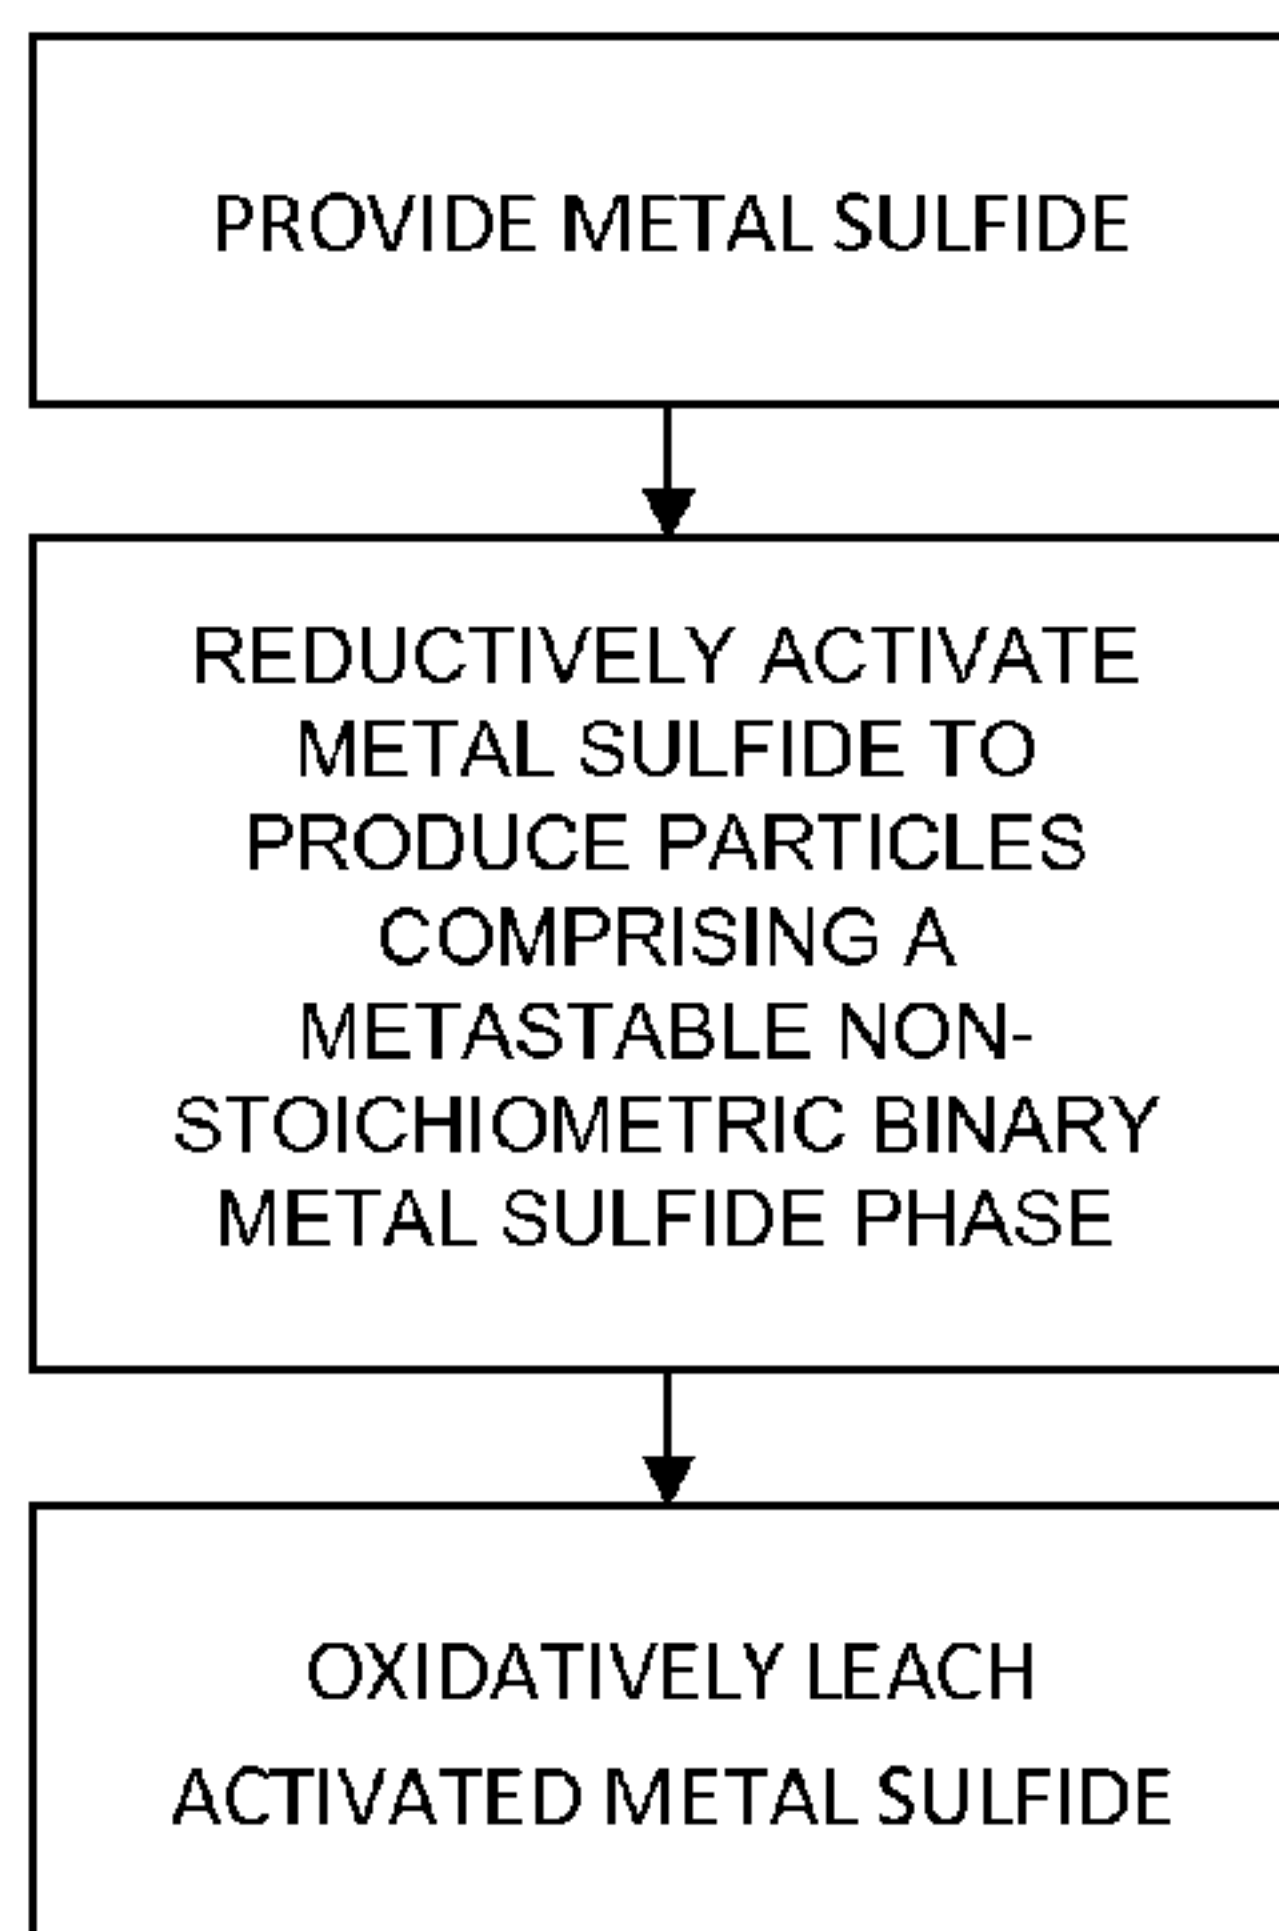 PROVIDE METAL SULFIDE
REDUCTIVELY ACTIVATE
METAL SULFIDE TO
PRODUCE PARTICLES
COMPRISING A
METASTABLE NON-
STOICHIOMETRIC BINARY
METAL SULFIDE PHASE
OXIDATIVELY LEACH
ACTIVATED METAL SULFIDE